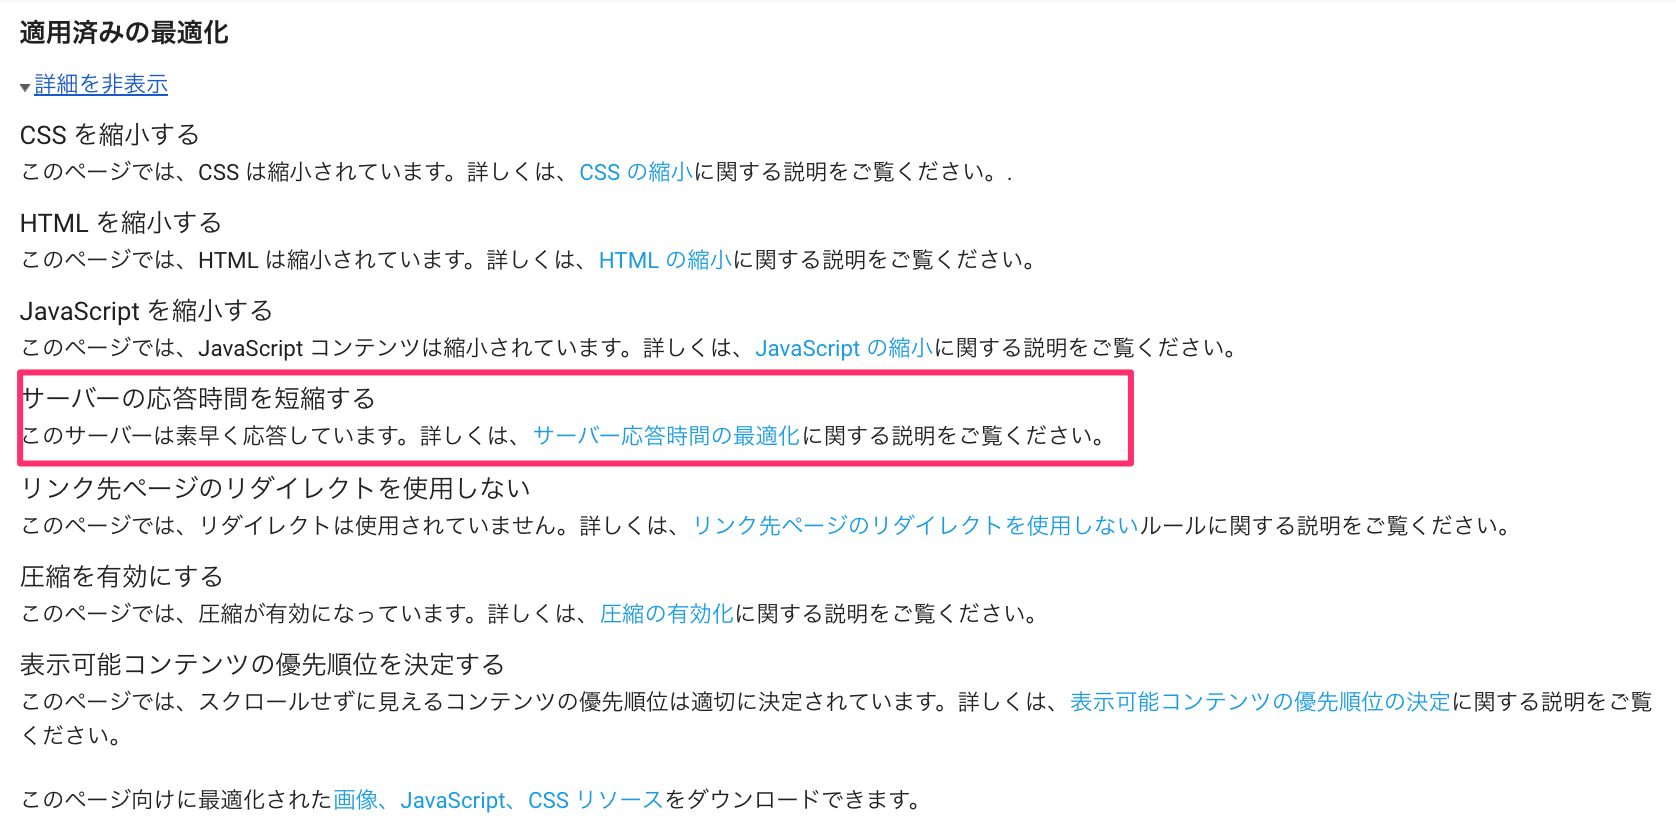 適用済みの最適化
▼詳細を非表示
CSS を縮小する
このページでは、CSS は縮小されています。詳しくは、CSS の縮小に関する説明をご覧ください。.
HTML を縮小する
このページでは、HTML は縮小されています。詳しくは、HTML の縮小に関する説明をご覧ください。
JavaScript を縮小する
このページでは、JavaScript コンテンツは縮小されています。詳しくは、JavaScript の縮小に関する説明をご覧ください。
サーバーの応答時間を短縮する
このサーバーは素早く応答しています。詳しくは、サーバー応答時間の最適化に関する説明をご覧ください。
リンク先ページのリダイレクトを使用しない
このページでは、リダイレクトは使用されていません。詳しくは、リンク先ページのリダイレクトを使用しないルールに関する説明をご覧ください。
圧縮を有効にする
このページでは、圧縮が有効になっています。詳しくは、圧縮の有効化に関する説明をご覧ください。
表示可能コンテンツの優先順位を決定する
このページでは、スクロールせずに見えるコンテンツの優先順位は適切に決定されています。詳しくは、表示可能コンテンツの優先順位の決定に関する説明をご覧
ください。
このページ向けに最適化された画像、JavaScript、CSS リソースをダウンロードできます。